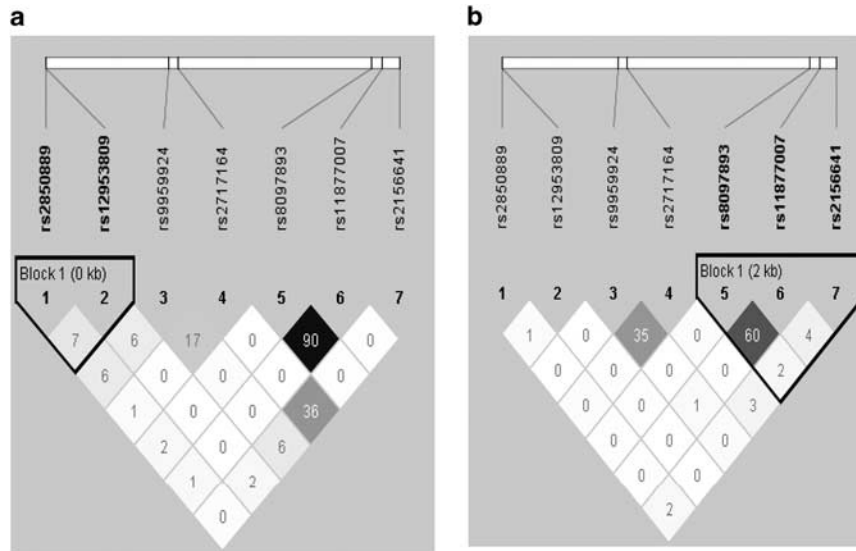 a
rs2850889
rs12953809
rs9959924
rs2717164
rs8097893
rs11877007
rs2156641
Block 1 (0 kb)
1 2 3 4 5 6 7
7 6 17 0 90 0
6 0 0 0 0
1 0 0 36
2 0 6
1 2
0
b
rs2850889
rs12953809
rs9959924
rs2717164
rs8097893
rs11877007
rs2156641
Block 1 (2 kb)
1 2 3 4 5 6 7
1 0 35 0 60 4
0 0 0 0 2
0 0 1 3
0 0 0
0 0
2